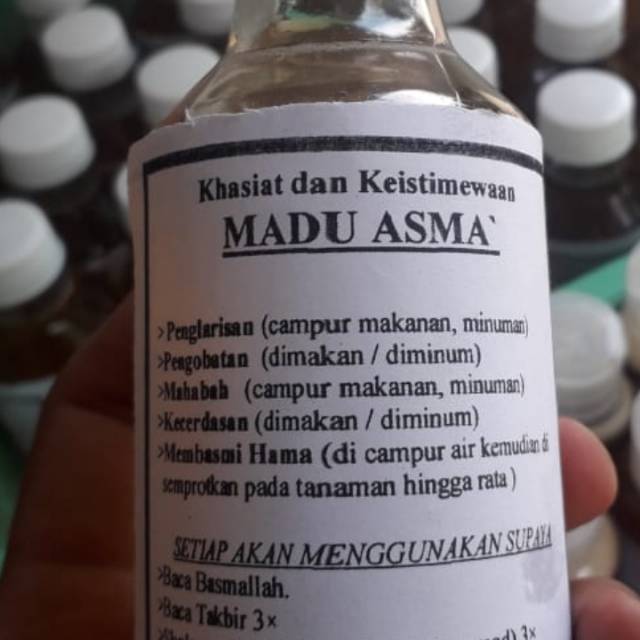 Khasiat dan Keistimewaan
MADU ASMA`
>Penglarisan (campur makanan, minuman)
>Pengobatan (dimakan / diminum)
>Mahabah (campur makanan, minuman)
>Kecerdasan (dimakan / diminum)
>Membasmi Hama (di campur air kemudian di
semprotkan pada tanaman hingga rata )
SETIAP AKAN MENGGUNAKAN SUPAYA
>Baca Basmallah.
>Baca Takbir 3x
3x